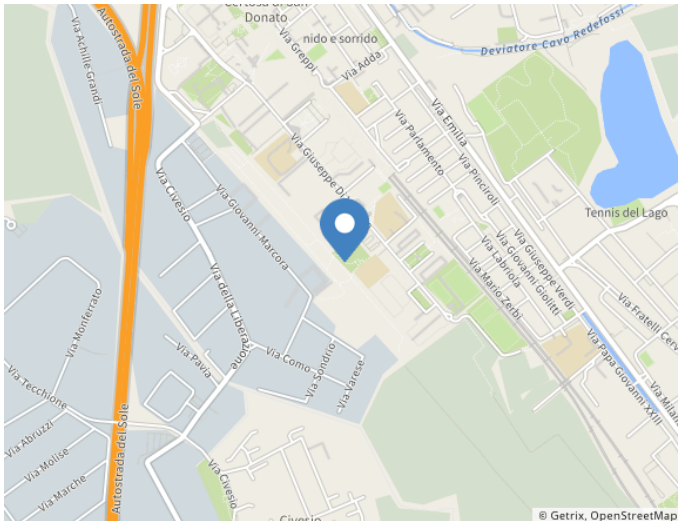 Certosa di San
Donato
nido e sorrido
Deviatore Cavo Redefossi
Autostrada del Sole
Via Achille Grandi
Via Greppi
Via Adda
Via Emilia
Via Parlamento
Via Pinciroli
Via Civesio
Via Giovanni Marcora
Tennis del Lago
Via Giuseppe Verdi
Via Giovanni Giolitti
Via Labriola
Via Mario Zerbi
Via della Liberazione
Via Monferrato
Via Fratelli Cerv
Via Pavia
Via Como
Via Sondrio
Via Varese
Via Papa Giovanni XXIII
Via Milan
Via Tecchione
Via Abruzzi
Via Molise
Via Marche
Autostrada del Sole
Via Civesio
Civesio
© Getrix, OpenStreetMap